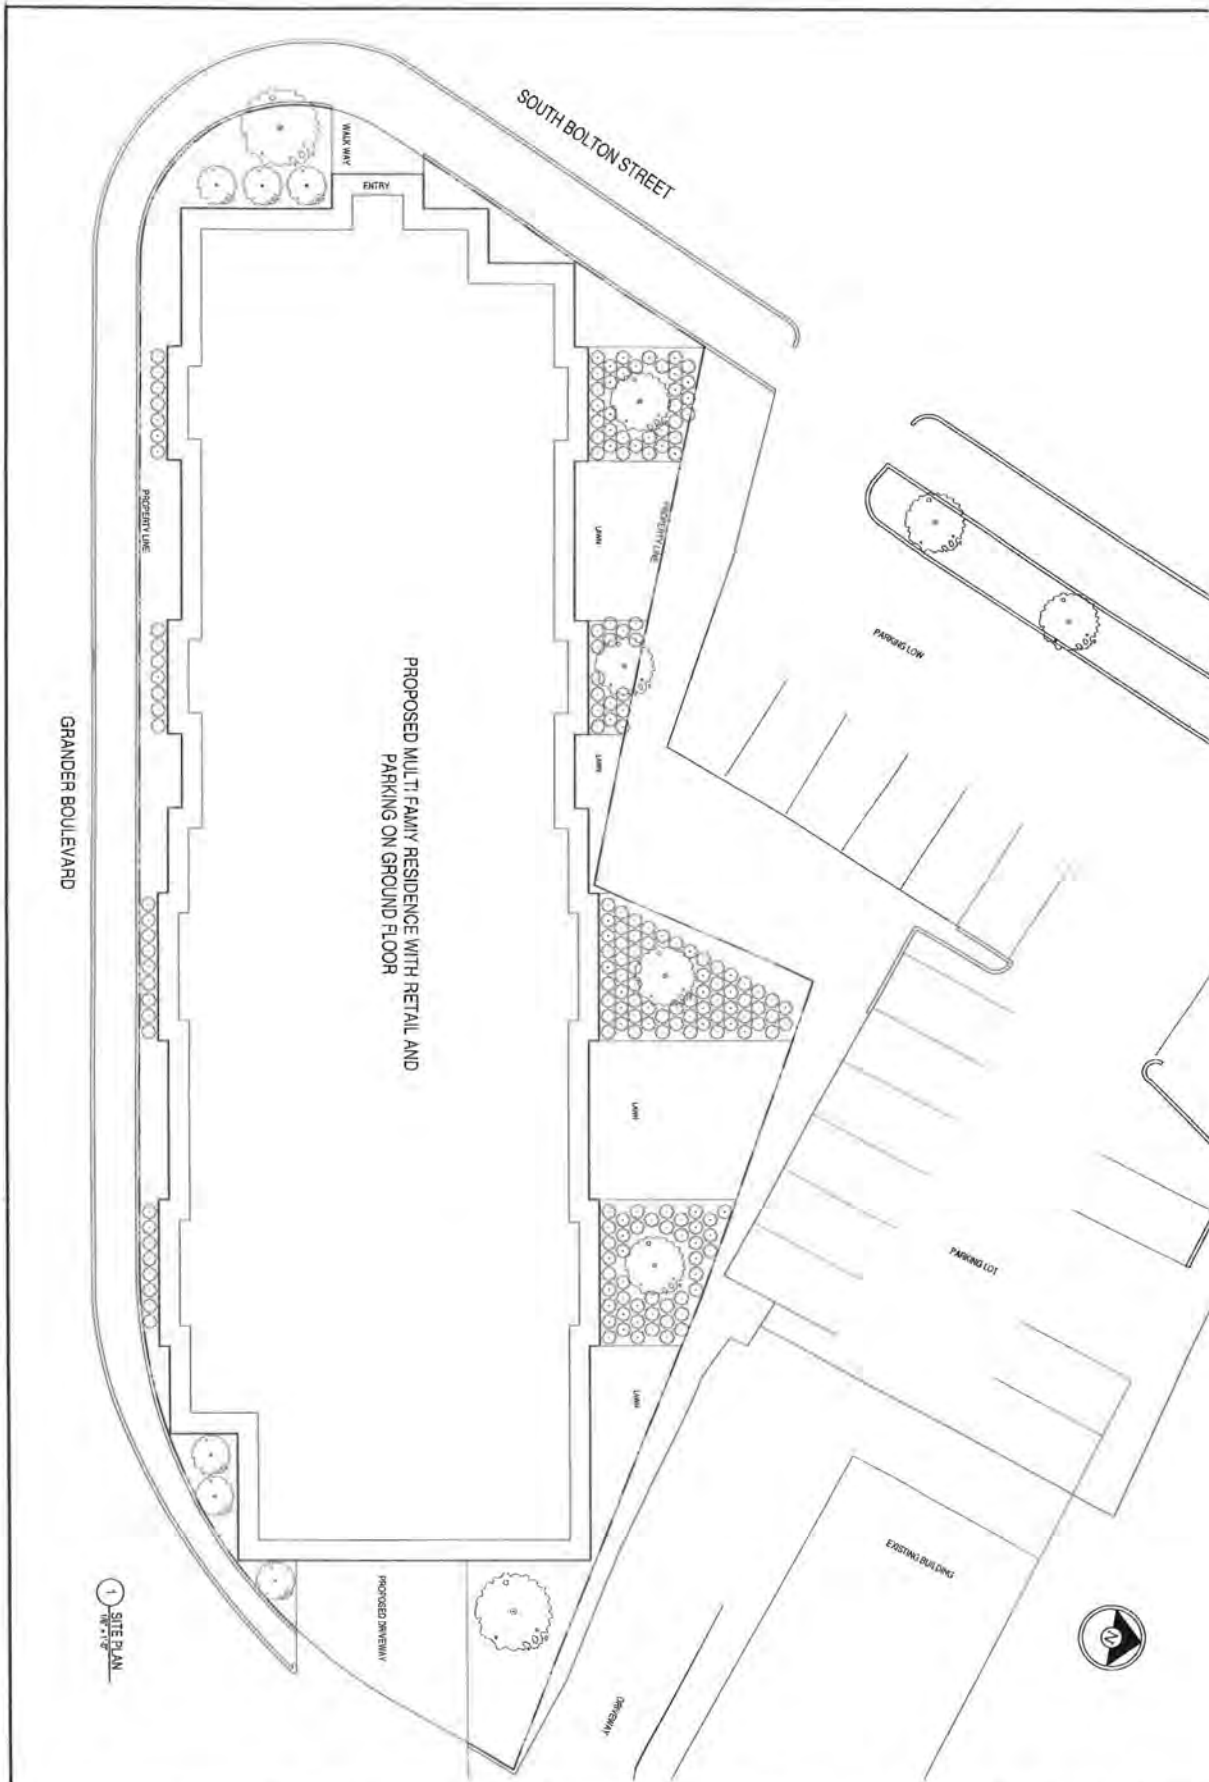 SOUTH BOLTON STREET
WALK WAY
ENTRY
PROPERTY LINE
LAWN
PROPERTY LINE
PARKING LOW
PROPOSED MULTI FAMIY RESIDENCE WITH RETAIL AND
PARKING ON GROUND FLOOR
LAWN
GRANDER BOULEVARD
LAWN
PARKING LOT
LAWN
EXISTING BUILDING
PROPOSED DRIVEWAY
DRIVEWAY
1
SITE PLAN
N